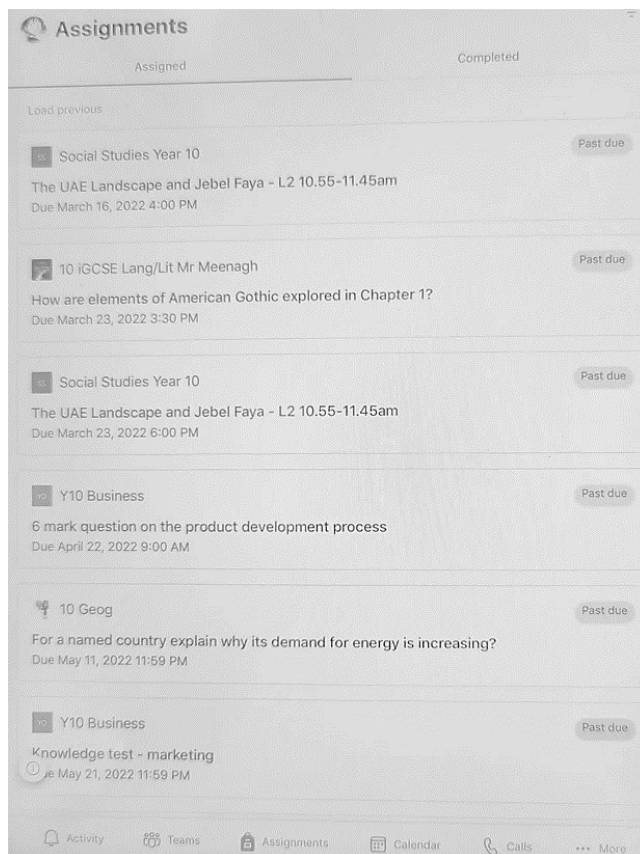 Assignments
Assigned
Completed
Load previous
Social Studies Year 10
Past due
The UAE Landscape and Jebel Faya - L2 10.55-11.45am
Due March 16, 2022 4:00 PM
10 iGCSE Lang/Lit Mr Meenagh
Past due
How are elements of American Gothic explored in Chapter 1?
Due March 23, 2022 3:30 PM
Social Studies Year 10
Past due
The UAE Landscape and Jebel Faya - L2 10.55-11.45am
Due March 23, 2022 6:00 PM
Y10 Business
Past due
6 mark question on the product development process
Due April 22, 2022 9:00 AM
10 Geog
Past due
For a named country explain why its demand for energy is increasing?
Due May 11, 2022 11:59 PM
Y10 Business
Past due
Knowledge test - marketing
May 21, 2022 11:59 PM
Activity
Teams
Assignments
Calendar
Calls
More